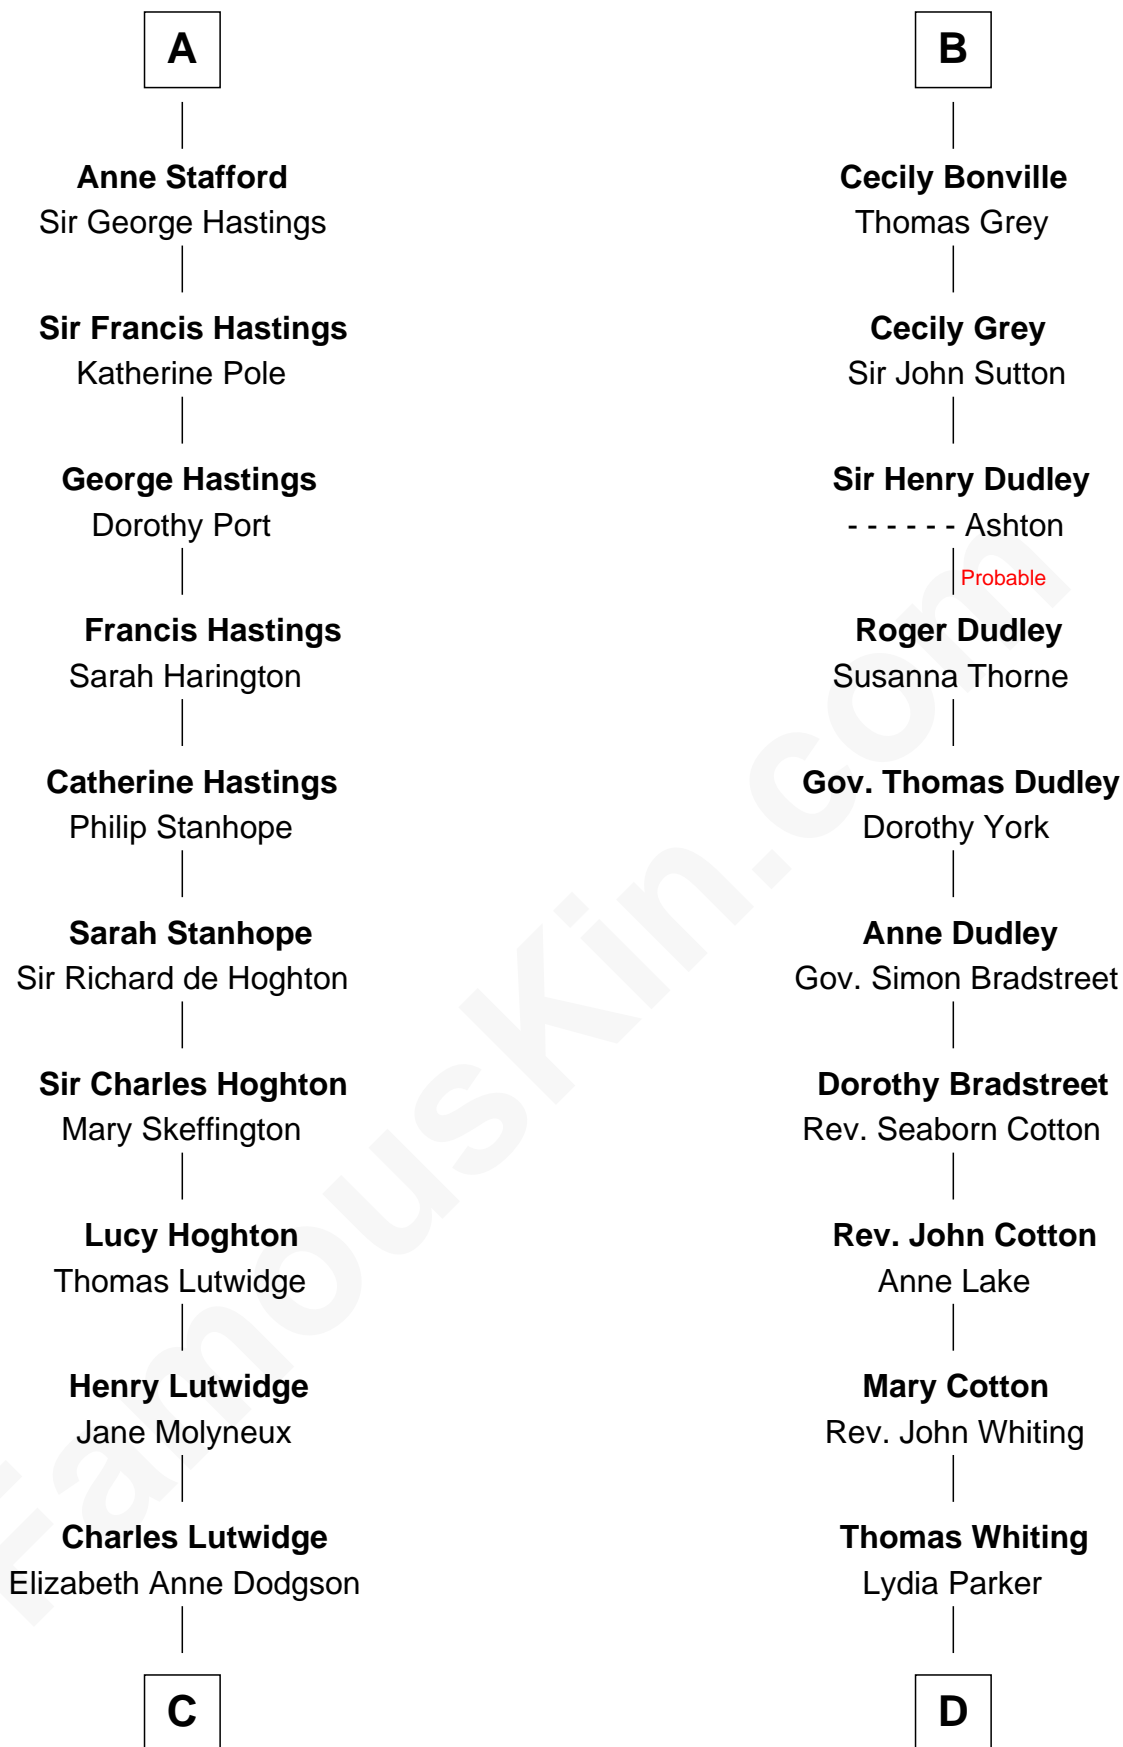 A
Anne Stafford
Sir George Hastings
Sir Francis Hastings
Katherine Pole
George Hastings
Dorothy Port
Francis Hastings
Sarah Harington
Catherine Hastings
Philip Stanhope
Sarah Stanhope
Sir Richard de Hoghton
Sir Charles Hoghton
Mary Skeffington
Lucy Hoghton
Thomas Lutwidge
Henry Lutwidge
Jane Molyneux
Charles Lutwidge
Elizabeth Anne Dodgson
C
B
Cecily Bonville
Thomas Grey
Cecily Grey
Sir John Sutton
Sir Henry Dudley
- - - - - - Ashton
Probable
Roger Dudley
Susanna Thorne
Gov. Thomas Dudley
Dorothy York
Anne Dudley
Gov. Simon Bradstreet
Dorothy Bradstreet
Rev. Seaborn Cotton
Rev. John Cotton
Anne Lake
Mary Cotton
Rev. John Whiting
Thomas Whiting
Lydia Parker
D
FamousKin.com